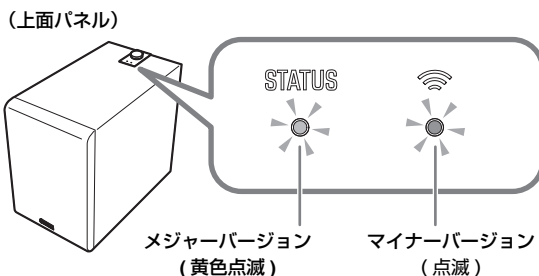 （上面パネル）
STATUS
メジャーバージョン
（黄色点滅）
マイナーバージョン
（点滅）